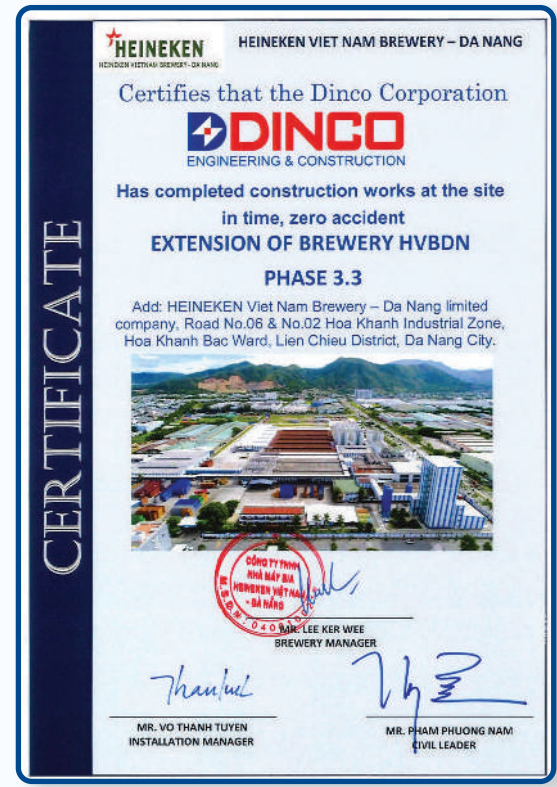 HEINEKEN
HEINEKEN VIETNAM BREWERY - DA NANG
HEINEKEN VIET NAM BREWERY – DA NANG
Certifies that the Dinco Corporation
DINCO
ENGINEERING & CONSTRUCTION
Has completed construction works at the site
in time, zero accident
EXTENSION OF BREWERY HVBDN
PHASE 3.3
Add: HEINEKEN Viet Nam Brewery – Da Nang limited
company, Road No.06 & No.02 Hoa Khanh Industrial Zone,
Hoa Khanh Bac Ward, Lien Chieu District, Da Nang City.
CERTIFICATE
CÔNG TY TNHH
NHÀ MÁY BIA
HEINEKEN VIỆT NAM
- ĐÀ NẴNG
M.S.D.N:
MR. LEE KER WEE
BREWERY MANAGER
MR. VO THANH TUYEN
INSTALLATION MANAGER
MR. PHAM PHUONG NAM
CIVIL LEADER